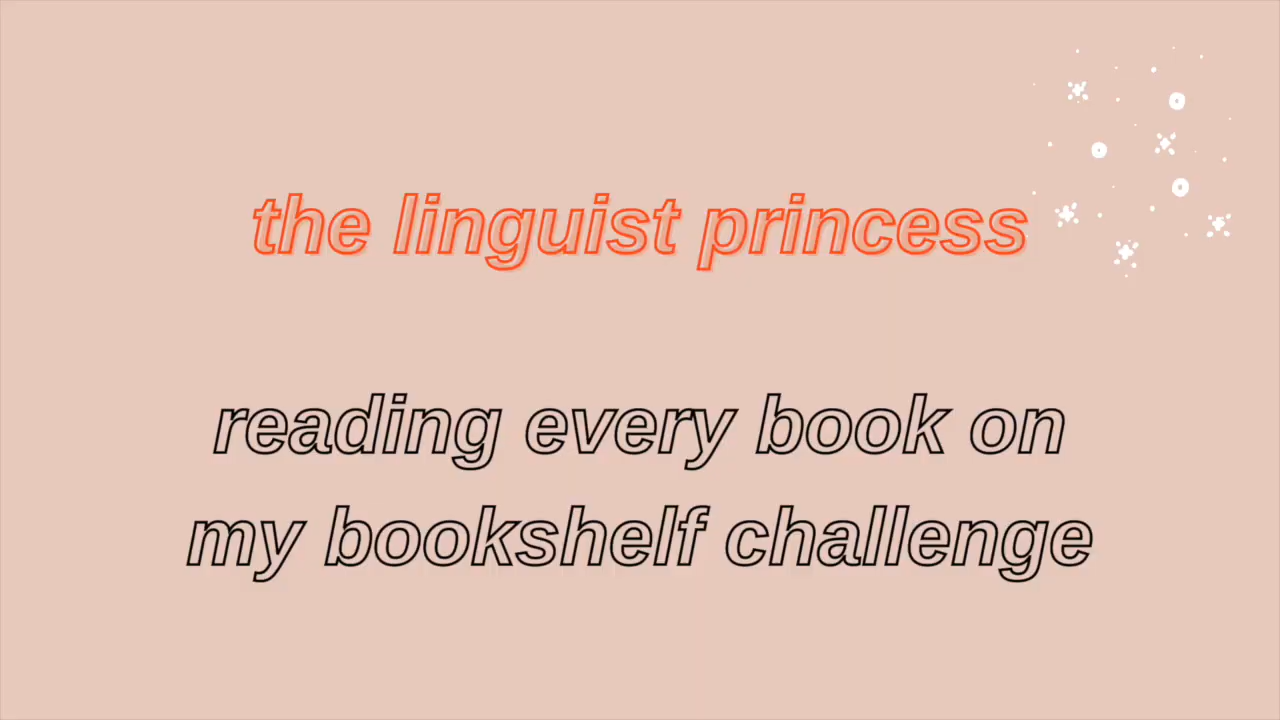 the linguist princess
reading every book on
my bookshelf challenge